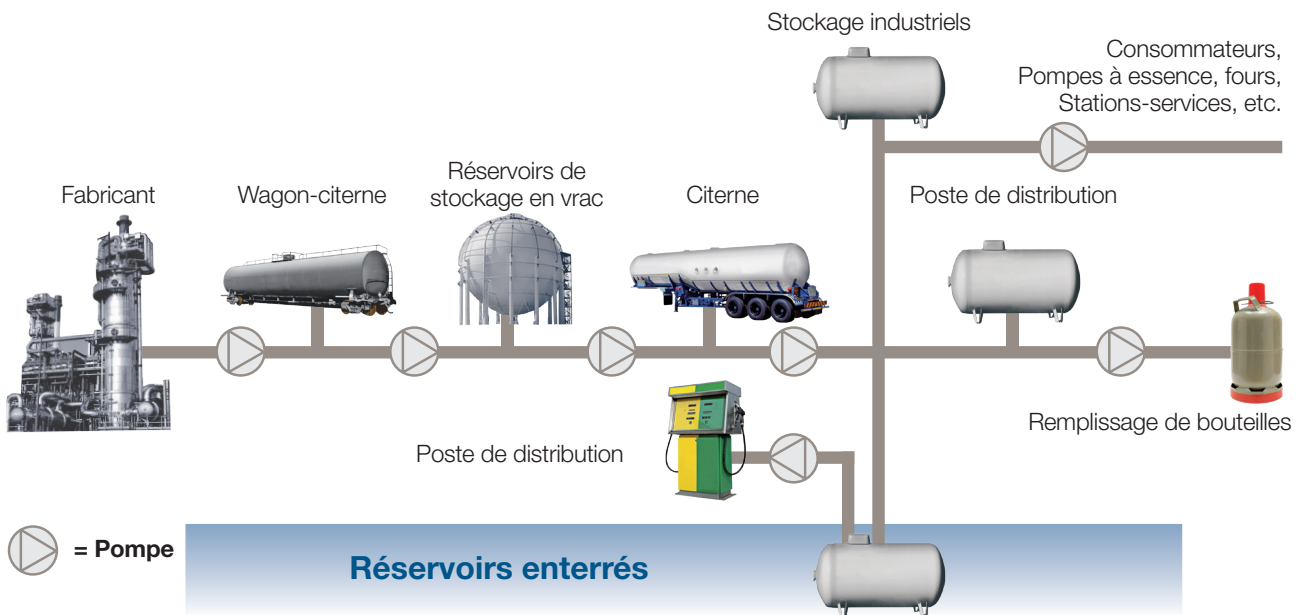 Stockage industriels
Consommateurs,
Pompes à essence, fours,
Stations-services, etc.
Fabricant
Wagon-citerne
Réservoirs de
stockage en vrac
Citerne
Poste de distribution
Remplissage de bouteilles
Poste de distribution
= Pompe
Réservoirs enterrés